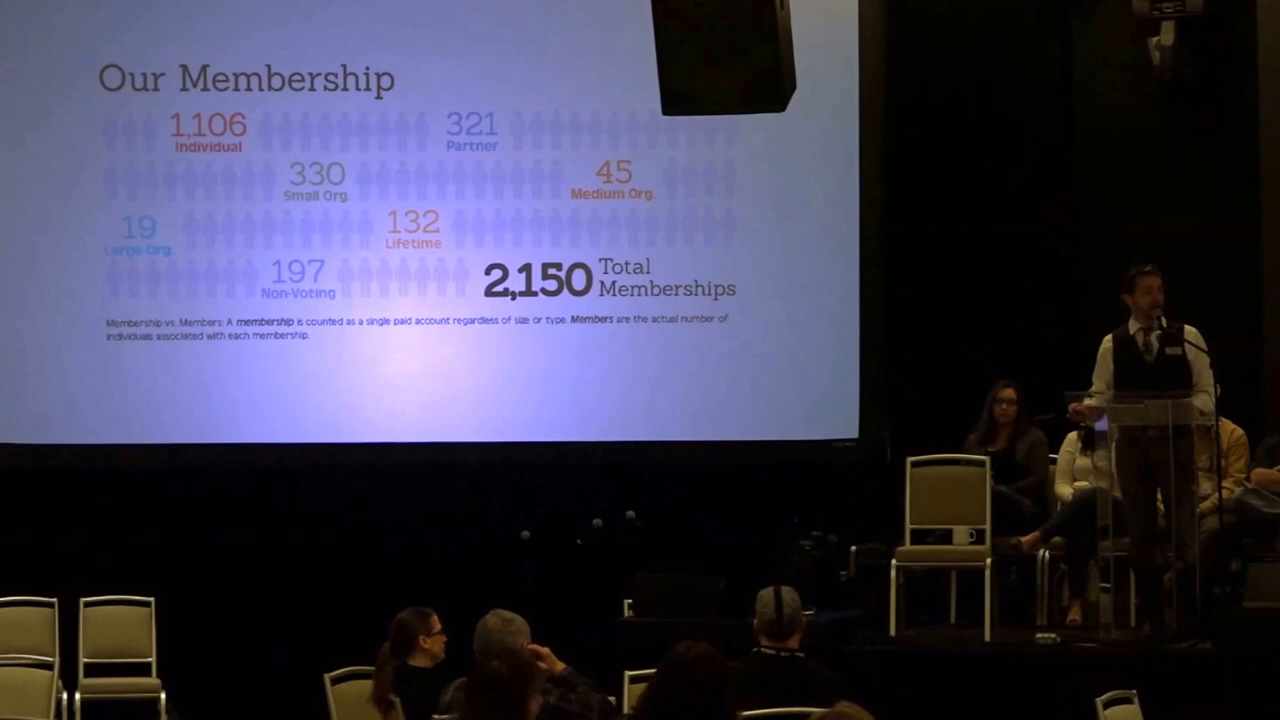 Our Membership
1,106
Individual
321
Partner
330
Small Org.
45
Medium Org.
19
Large Org.
132
Lifetime
197
Non-Voting
2,150 Total
Memberships
Membership vs. Members: A membership is counted as a single paid account regardless of size or type. Members are the actual number of
individuals associated with each membership.